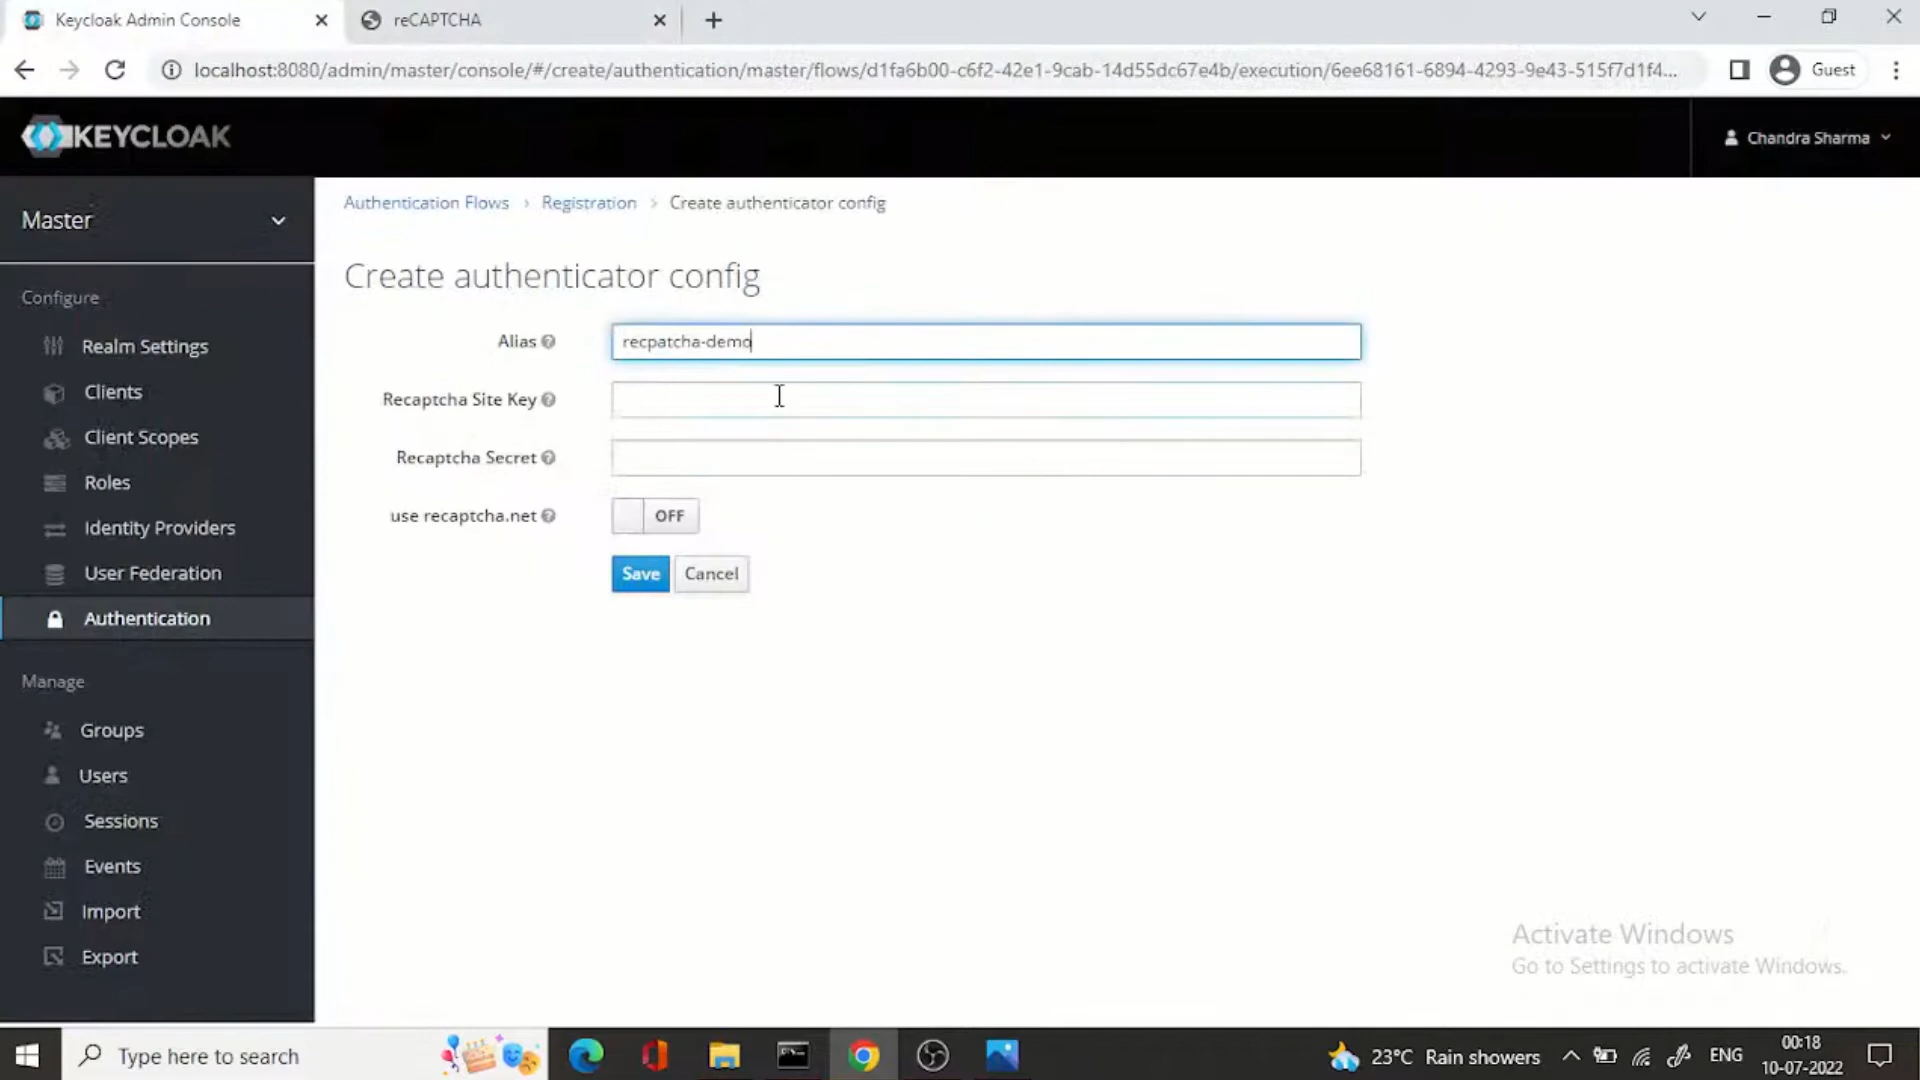 Keycloak Admin Console
reCAPTCHA
localhost:8080/admin/master/console/#/create/authentication/master/flows/d1fa6b00-c6f2-42e1-9cab-14d55dc67e4b/execution/6ee68161-6894-4293-9e43-515f7d1f4...
Guest
KEYCLOAK
Chandra Sharma
Master
Authentication Flows > Registration > Create authenticator config
Create authenticator config
Alias
recpatcha-demo
Recaptcha Site Key
Recaptcha Secret
use recaptcha.net
OFF
Save
Cancel
Configure
Realm Settings
Clients
Client Scopes
Roles
Identity Providers
User Federation
Authentication
Manage
Groups
Users
Sessions
Events
Import
Export
Activate Windows
Go to Settings to activate Windows.
Type here to search
23°C Rain showers
ENG
00:18
10-07-2022